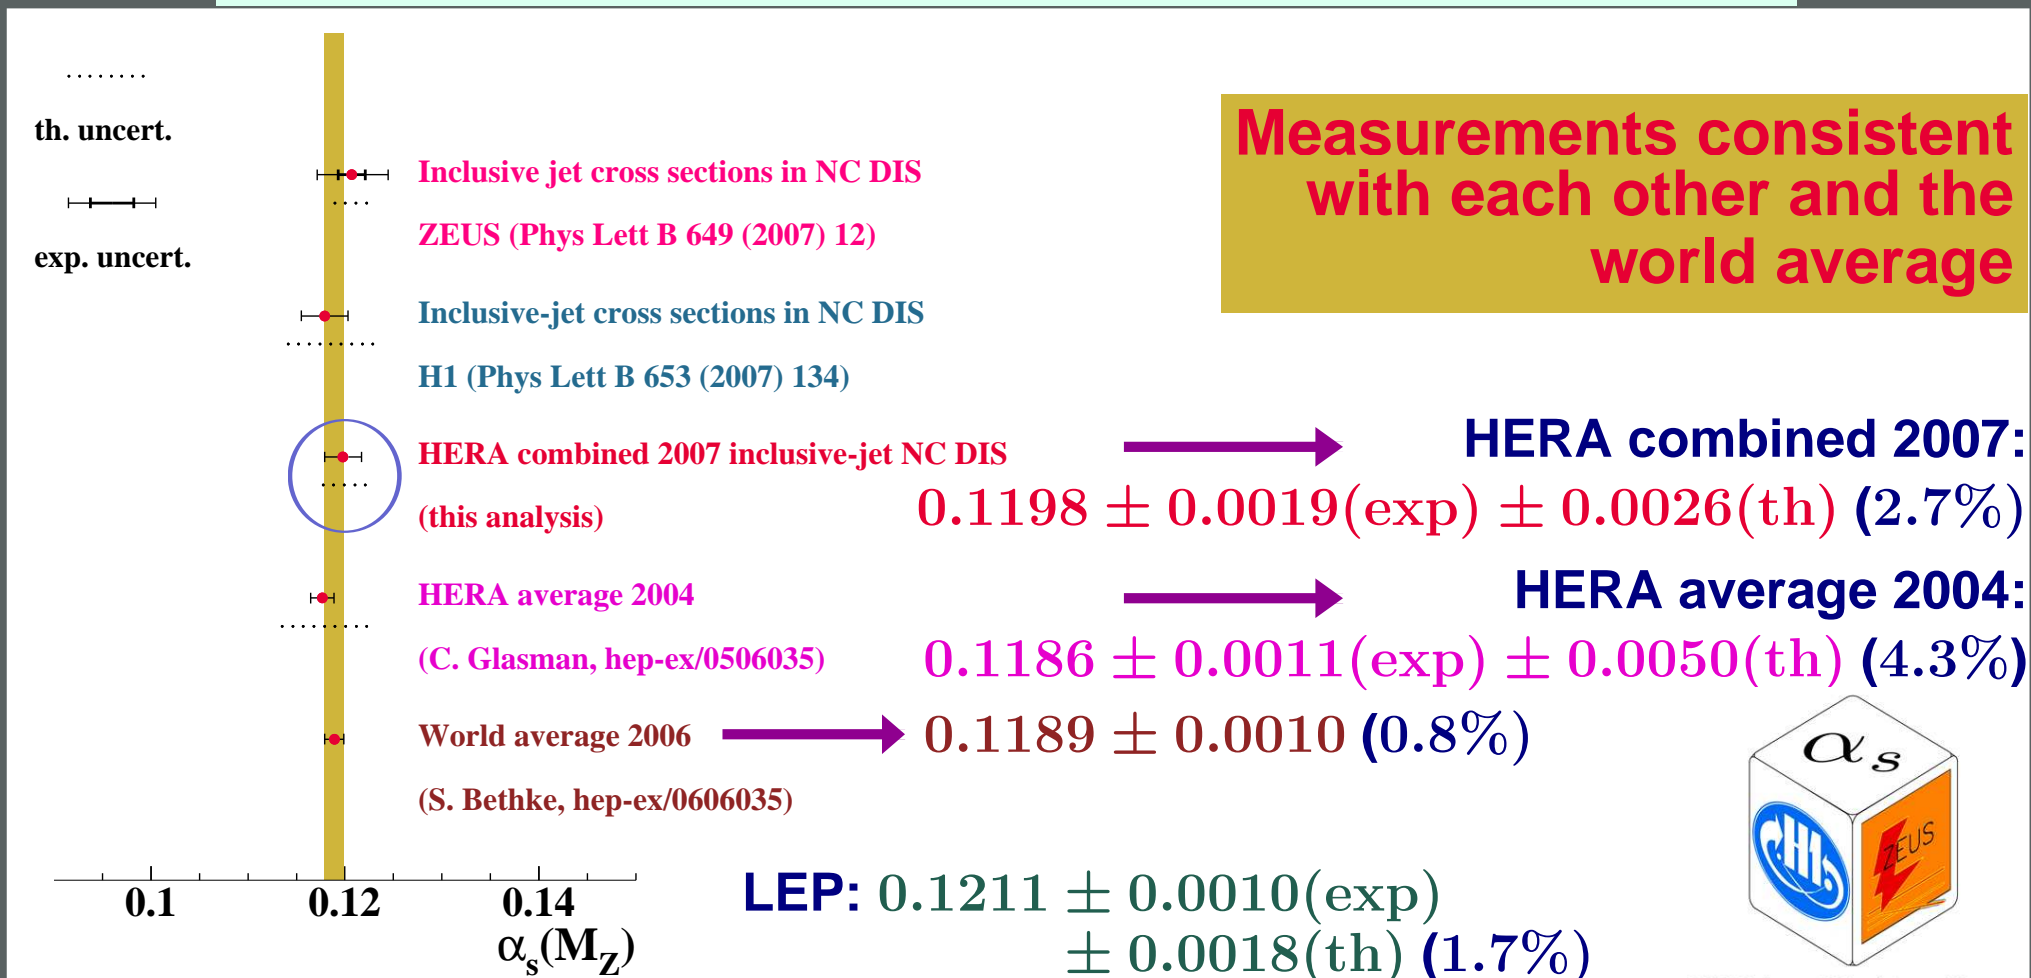 th. uncert.
exp. uncert.
Inclusive jet cross sections in NC DIS
ZEUS (Phys Lett B 649 (2007) 12)
Inclusive-jet cross sections in NC DIS
H1 (Phys Lett B 653 (2007) 134)
HERA combined 2007 inclusive-jet NC DIS
(this analysis)
HERA average 2004
(C. Glasman, hep-ex/0506035)
World average 2006
(S. Bethke, hep-ex/0606035)
0.1 0.12 0.14
αs(MZ)
Measurements consistent
with each other and the
world average
HERA combined 2007:
0.1198 ± 0.0019(exp) ± 0.0026(th) (2.7%)
HERA average 2004:
0.1186 ± 0.0011(exp) ± 0.0050(th) (4.3%)
0.1189 ± 0.0010 (0.8%)
LEP: 0.1211 ± 0.0010(exp)
± 0.0018(th) (1.7%)
αs
H1
ZEUS